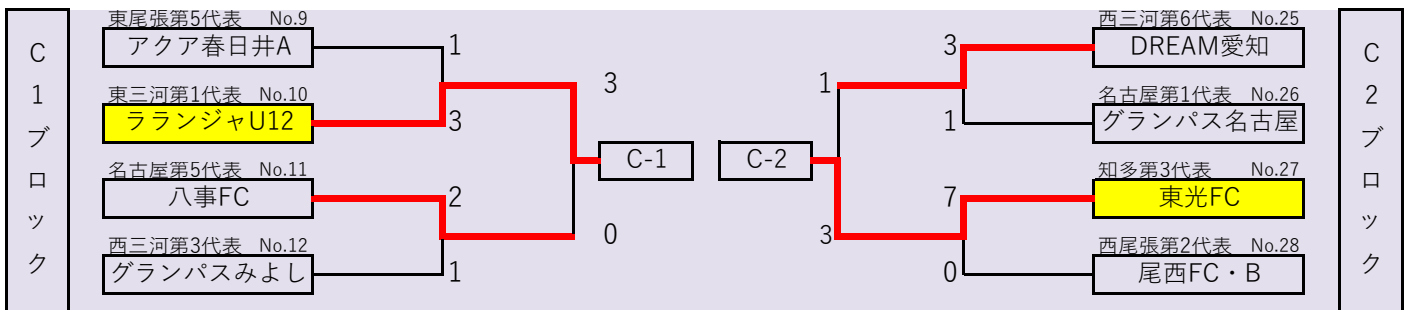 C1ブロック
東尾張第5代表 No.9
アクア春日井A
1
東三河第1代表 No.10
ラランジャU12
3
3
名古屋第5代表 No.11
八事FC
2
西三河第3代表 No.12
グランパスみよし
1
0
C-1
C-2
西三河第6代表 No.25
DREAM愛知
3
1
名古屋第1代表 No.26
グランパス名古屋
1
知多第3代表 No.27
東光FC
7
3
西尾張第2代表 No.28
尾西FC・B
0
C2ブロック